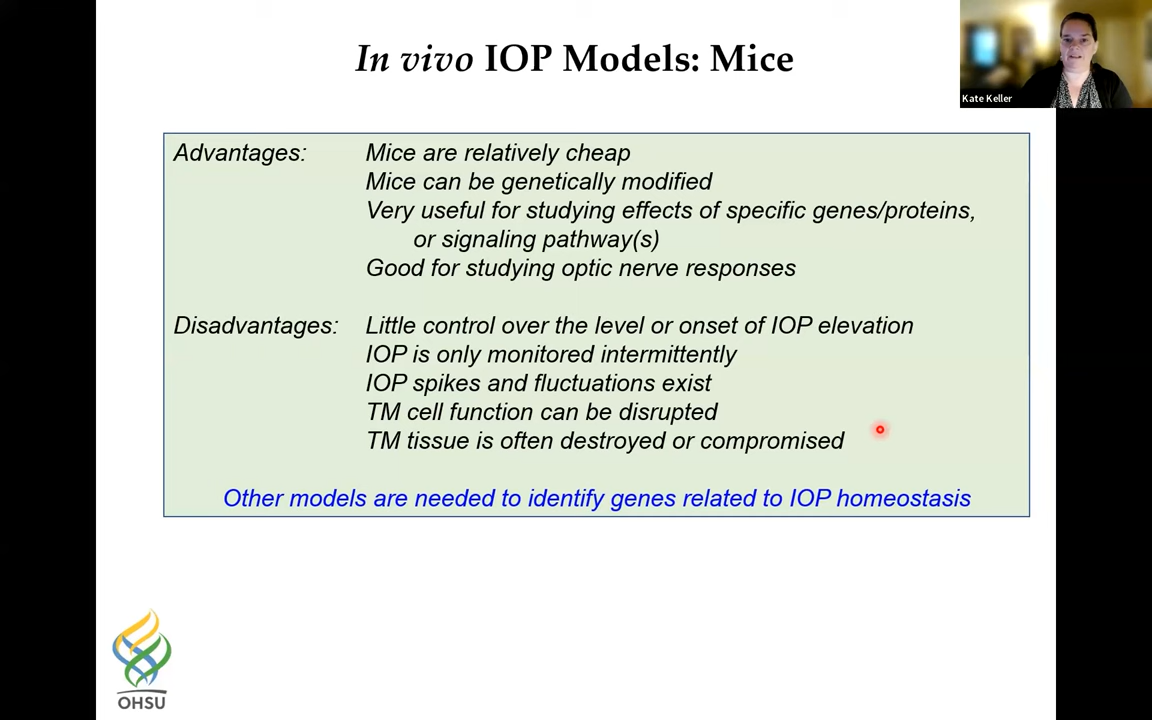 In vivo IOP Models: Mice
Kate Keller
Advantages: Mice are relatively cheap
Mice can be genetically modified
Very useful for studying effects of specific genes/proteins,
or signaling pathway(s)
Good for studying optic nerve responses
Disadvantages: Little control over the level or onset of IOP elevation
IOP is only monitored intermittently
IOP spikes and fluctuations exist
TM cell function can be disrupted
TM tissue is often destroyed or compromised
Other models are needed to identify genes related to IOP homeostasis
OHSU